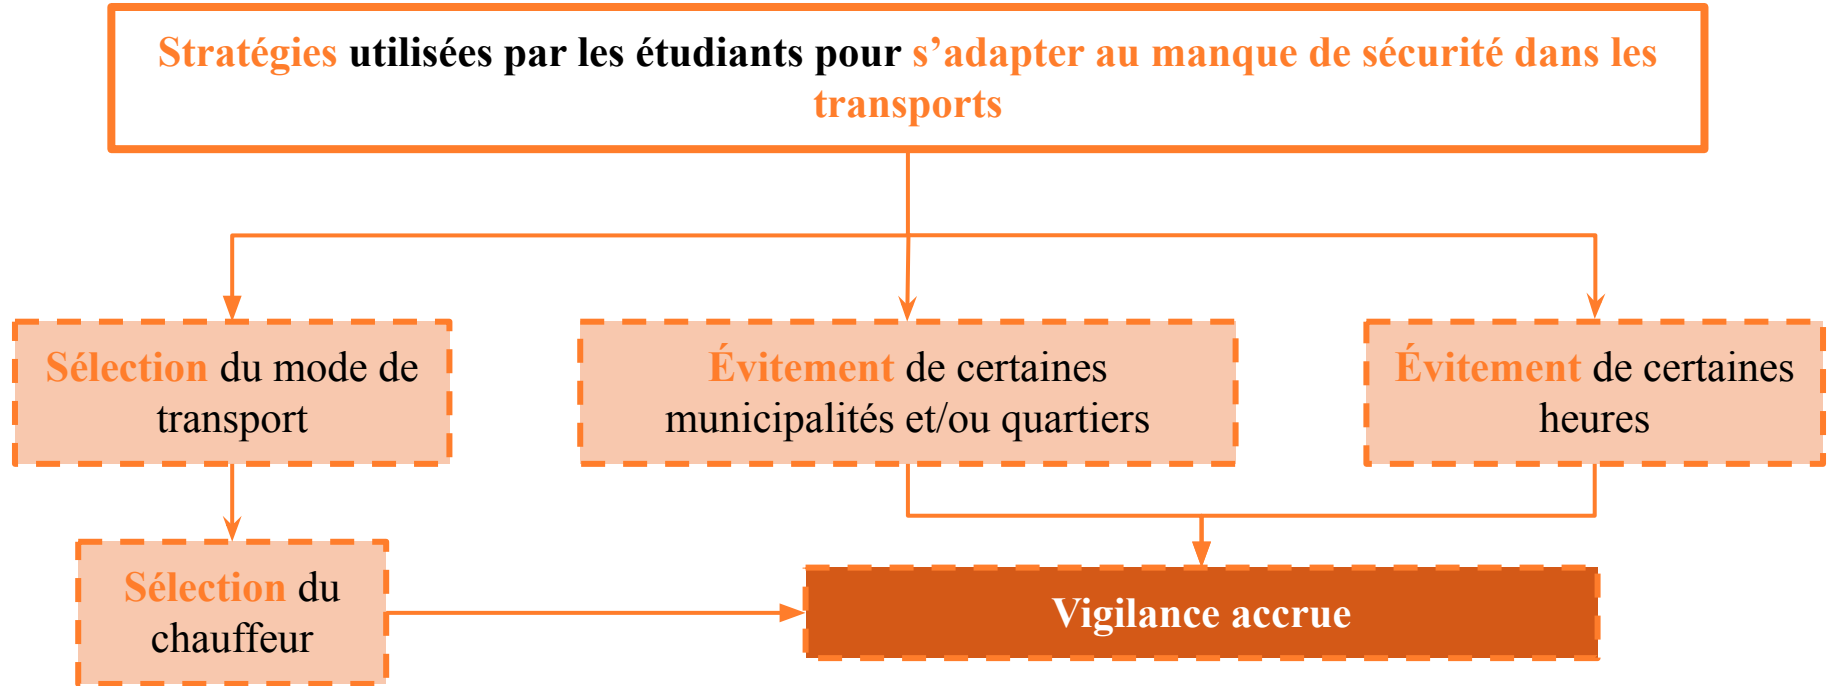 Stratégies utilisées par les étudiants pour s’adapter au manque de sécurité dans les
transports
Sélection du mode de
transport
Évitement de certaines
municipalités et/ou quartiers
Évitement de certaines
heures
Sélection du
chauffeur
Vigilance accrue